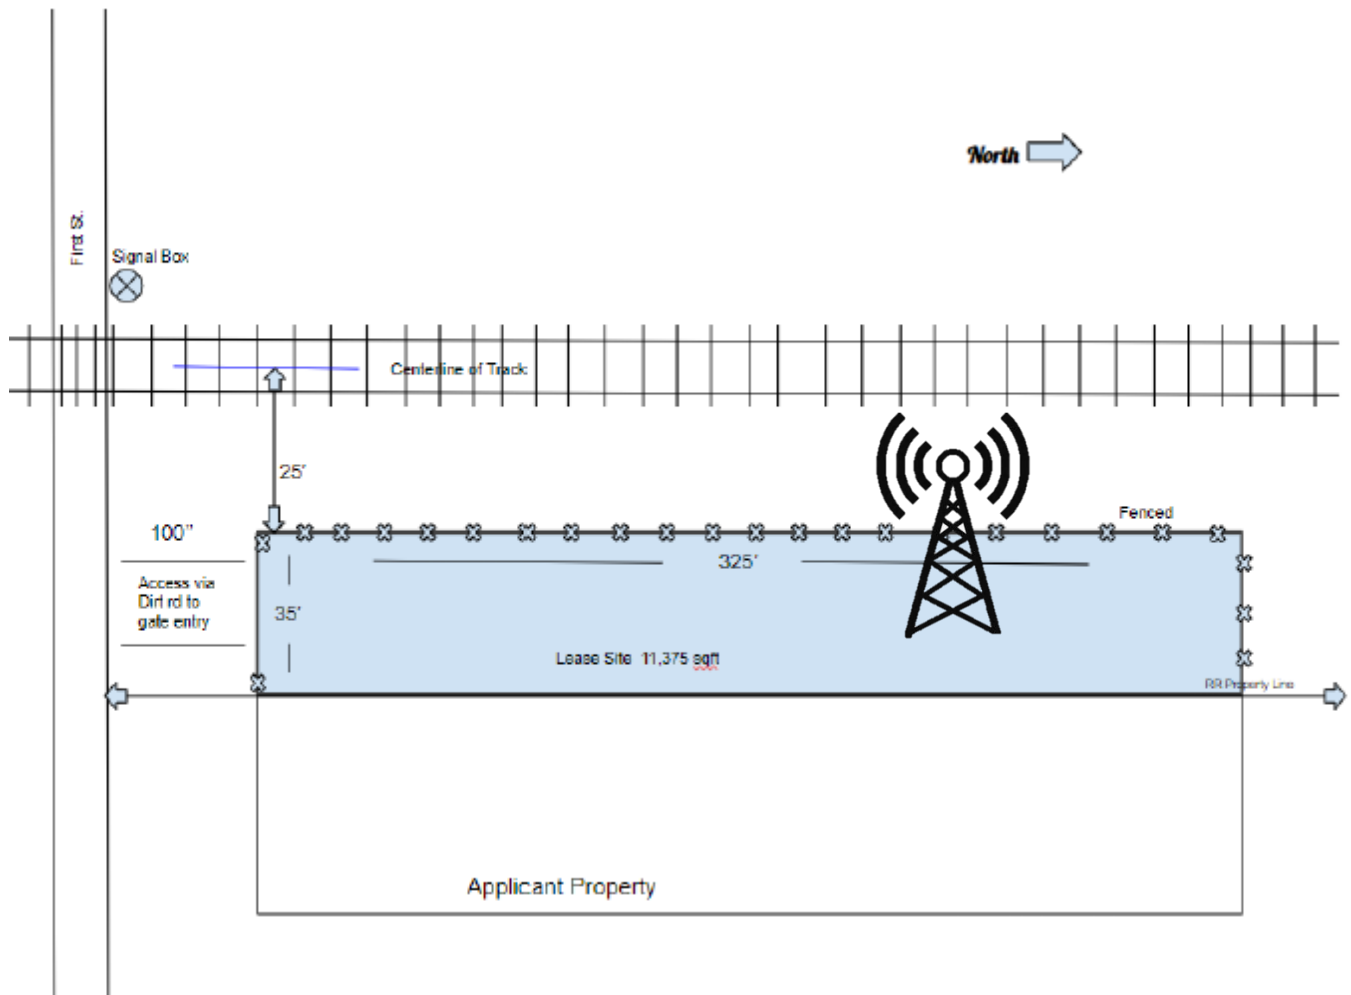 North
First St.
Signal Box
Centerline of Track
25'
100"
Fenced
325'
Access via
Dirt rd to
gate entry
35'
Lease Site 11,375 sqft
RR Property Line
Applicant Property